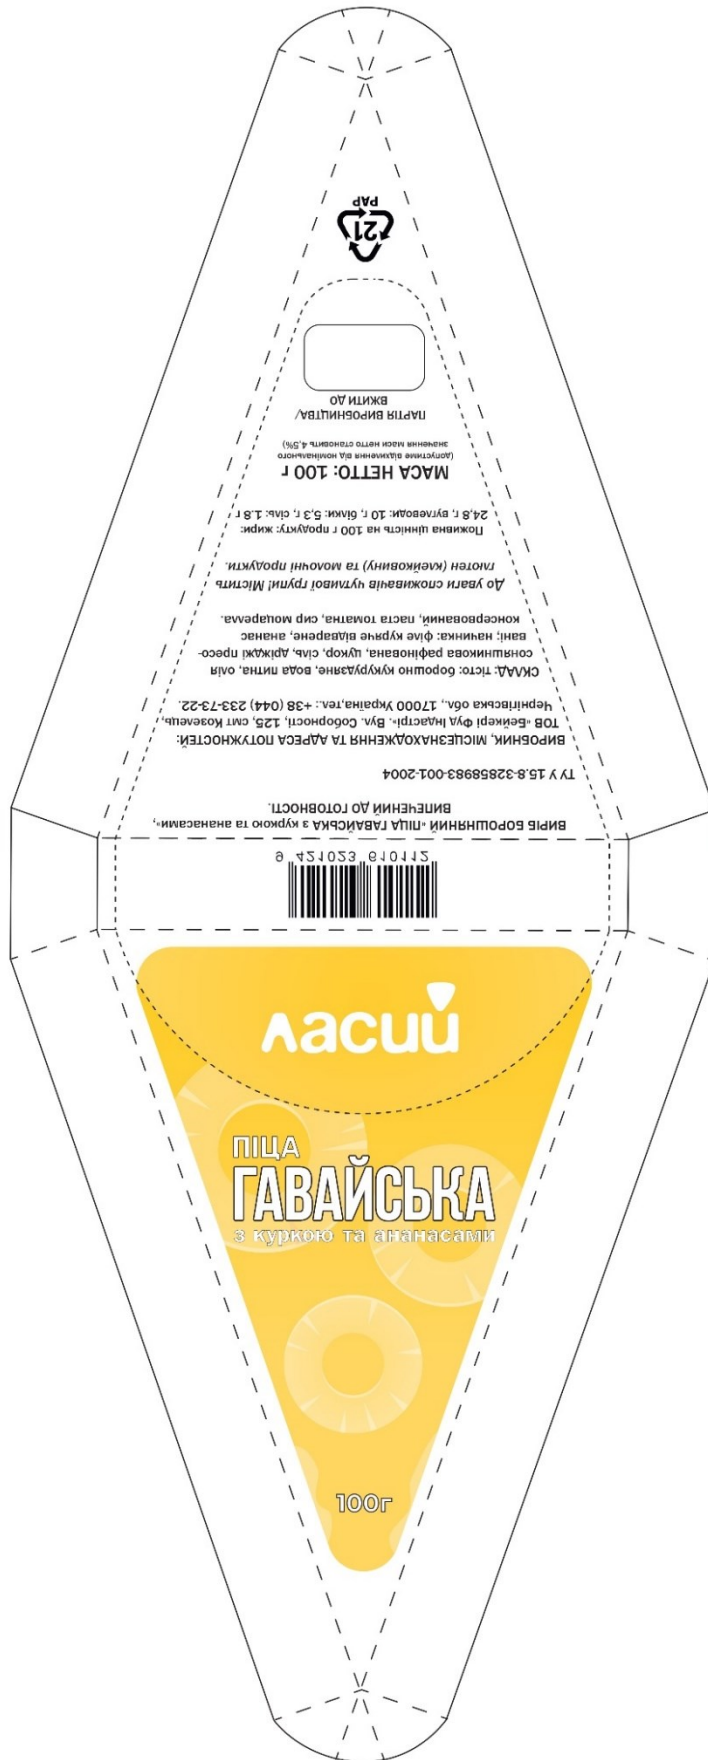 ласий
ПІЦА
ГАВАЙСЬКА
з куркою та ананасами
100г
9 421023 610112
ВИРІБ БОРОШНЯНИЙ "ПІЦА ГАВАЙСЬКА з куркою та ананасами",
ВИПЕЧЕНИЙ ДО ГОТОВНОСТІ.
ТУ У 15.8-32858983-001-2004
ВИРОБНИК, МІСЦЕЗНАХОДЖЕННЯ ТА АДРЕСА ПОТУЖНОСТЕЙ:
ТОВ "Бейкері Фуд Індастрі". Вул. Соборності, 125, смт Козелець,
Чернігівська обл., 17000 Україна,тел.: +38 (044) 233-73-22.
СКЛАД: тісто: борошно кукурудзяне, вода питна, олія
соняшникова рафінована, цукор, сіль, дріжджі пресо-
вані; начинка: філе куряче відварене, ананас
консервований, паста томатна, сир моцарелла.
До уваги споживачів чутливої групи! Містить
глютен (клейковину) та молочні продукти.
Поживна цінність на 100 г продукту: жири:
24,8 г, вуглеводи: 10 г, білки: 5,3 г, сіль: 1.8 г
МАСА НЕТТО: 100 г
(допустиме відхилення від номінального
значення маси нетто становить 4,5%)
ПАРТІЯ ВИРОБНИЦТВА/
ВЖИТИ ДО
21
PAP